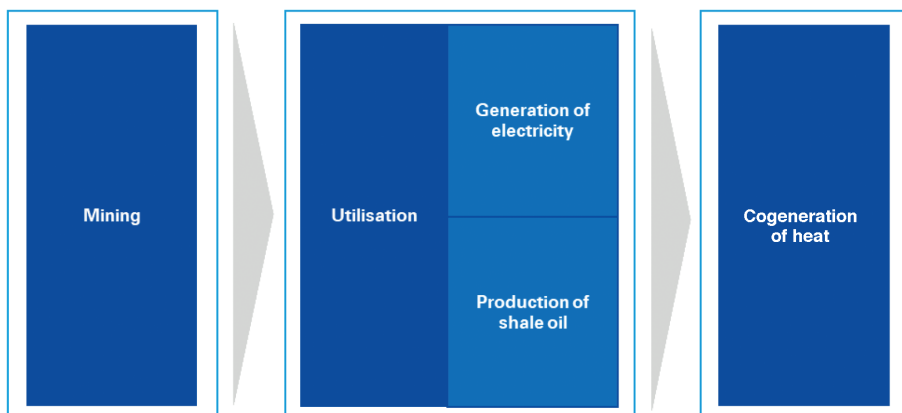 Mining
Utilisation
Generation of
electricity
Production of
shale oil
Cogeneration
of heat